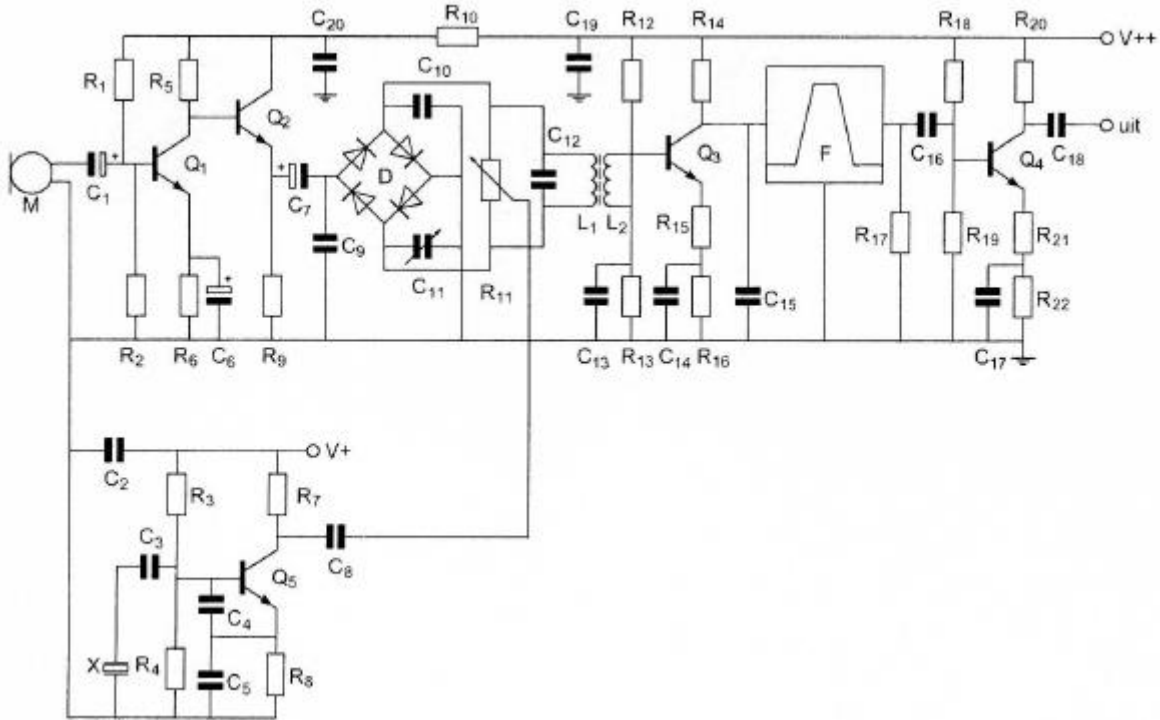 C20 R10 C19 R12 R14 R18 R20
V++
R1 R5 C10
Q2 C12
Q1 D Q3 F C16 Q4 C18 uit
M C1 C7
L1 L2 R15
C9 R17 R19 R21
C11 R11 C15 R22
R2 R6 C6 R9 C13 R13 C14 R16 C17
V+
C2 R3 R7
C3 C8
Q5
C4
X R4 C5 R8
+
+
+